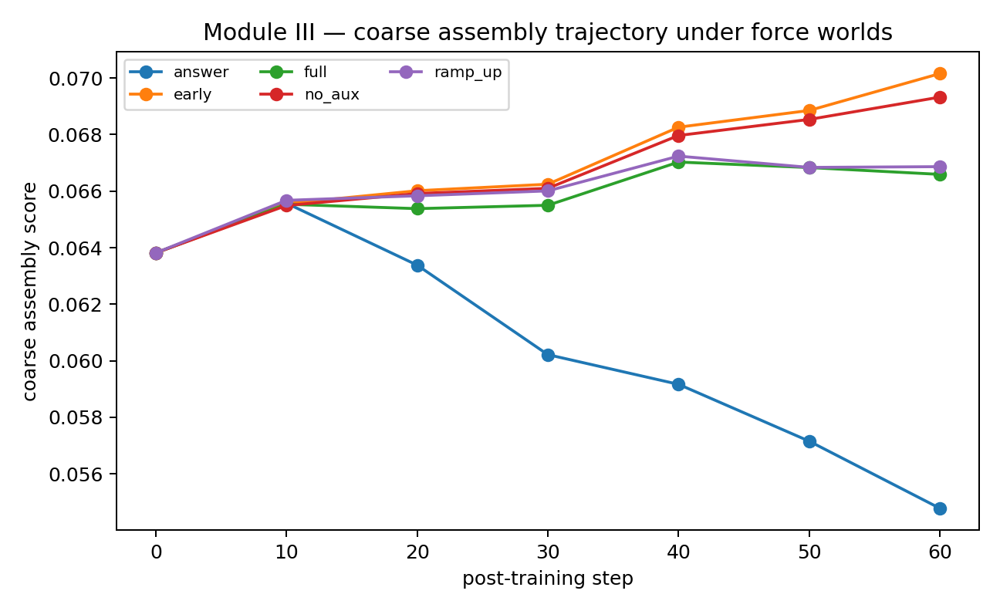 Module III — coarse assembly trajectory under force worlds
answer
early
full
no_aux
ramp_up
coarse assembly score
0.070
0.068
0.066
0.064
0.062
0.060
0.058
0.056
0
10
20
30
40
50
60
post-training step